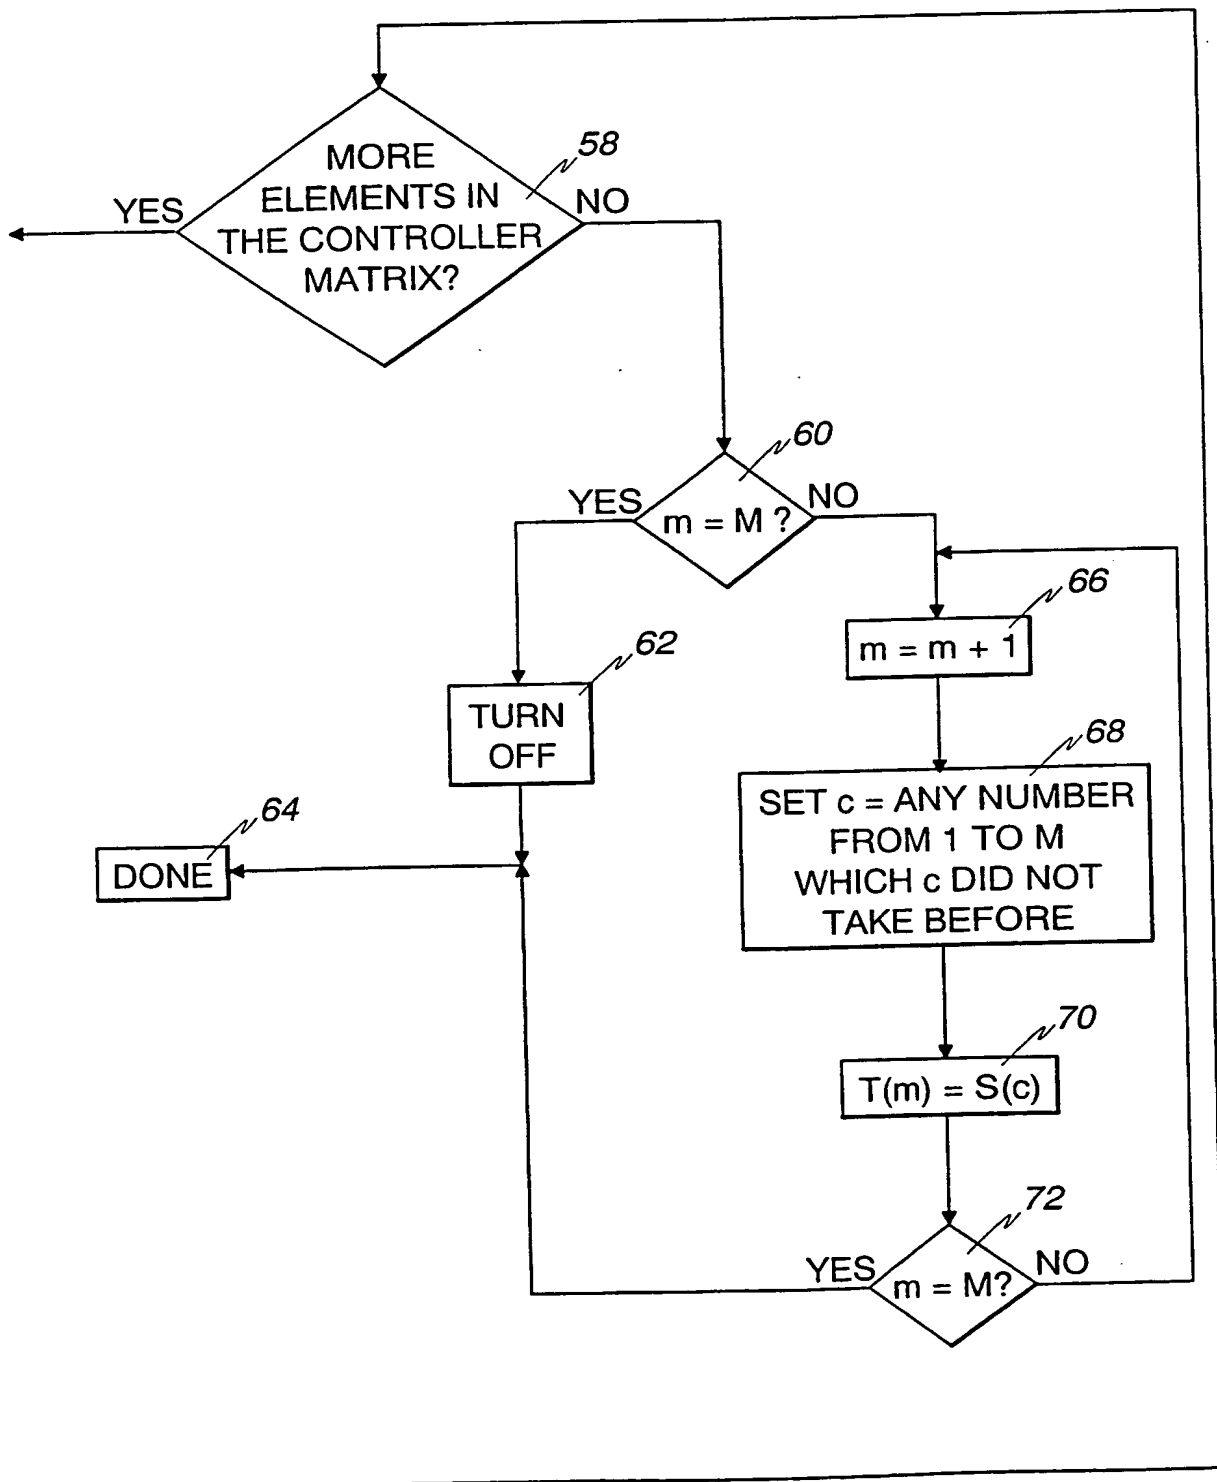 58
MORE
ELEMENTS IN
THE CONTROLLER
MATRIX?
YES
NO
60
m = M ?
YES
NO
66
m = m + 1
62
TURN
OFF
68
SET c = ANY NUMBER
FROM 1 TO M
WHICH c DID NOT
TAKE BEFORE
64
DONE
70
T(m) = S(c)
72
m = M?
YES
NO